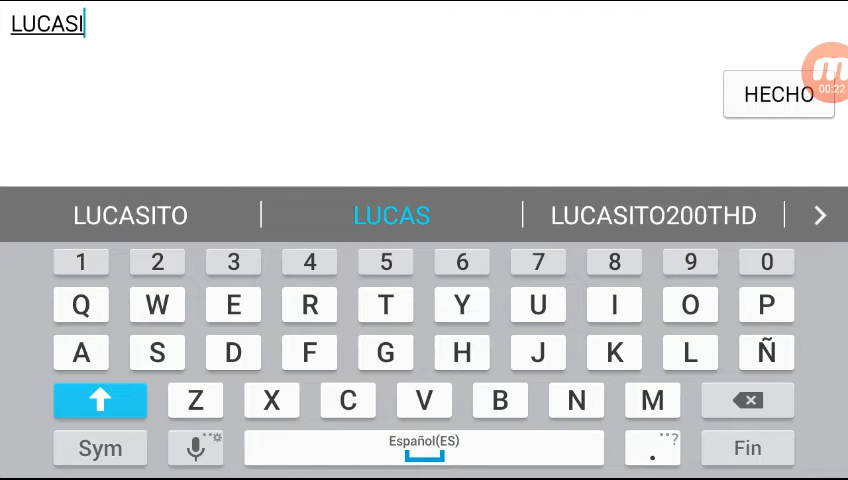 LUCASI
HECHO
00:22
LUCASITO LUCAS LUCASITO200THD
1 2 3 4 5 6 7 8 9 0
Q W E R T Y U I O P
A S D F G H J K L Ñ
Z X C V B N M
Sym Español(ES) . Fin